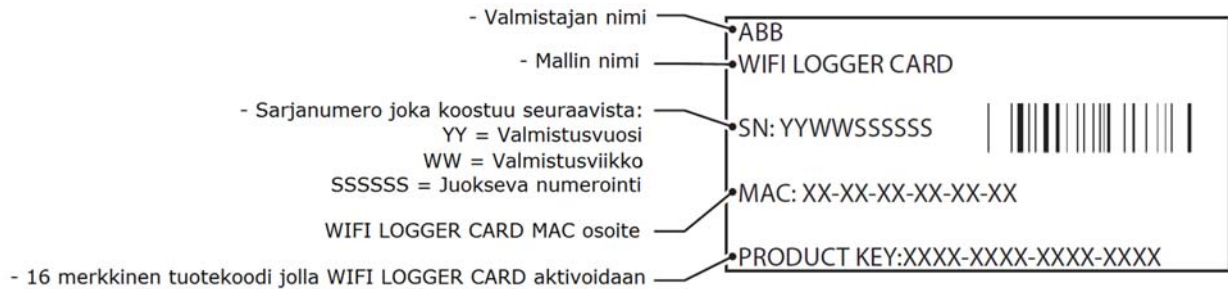 - Valmistajan nimi
ABB
- Mallin nimi
WIFI LOGGER CARD
- Sarjanumero joka koostuu seuraavista:
YY = Valmistusvuosi
WW = Valmistusviikko
SSSSSS = Juokseva numerointi
SN: YYWWSSSSSS
WIFI LOGGER CARD MAC osoite
MAC: XX-XX-XX-XX-XX-XX
- 16 merkkinen tuotekoodi jolla WIFI LOGGER CARD aktivoidaan
PRODUCT KEY:XXXX-XXXX-XXXX-XXXX